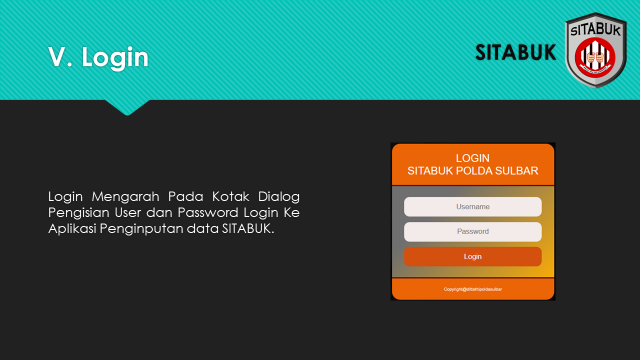 V. Login
SITABUK
SITABUK
Login Mengarah Pada Kotak Dialog
Pengisian User dan Password Login Ke
Aplikasi Penginputan data SITABUK.
LOGIN
SITABUK POLDA SULBAR
Username
Password
Login